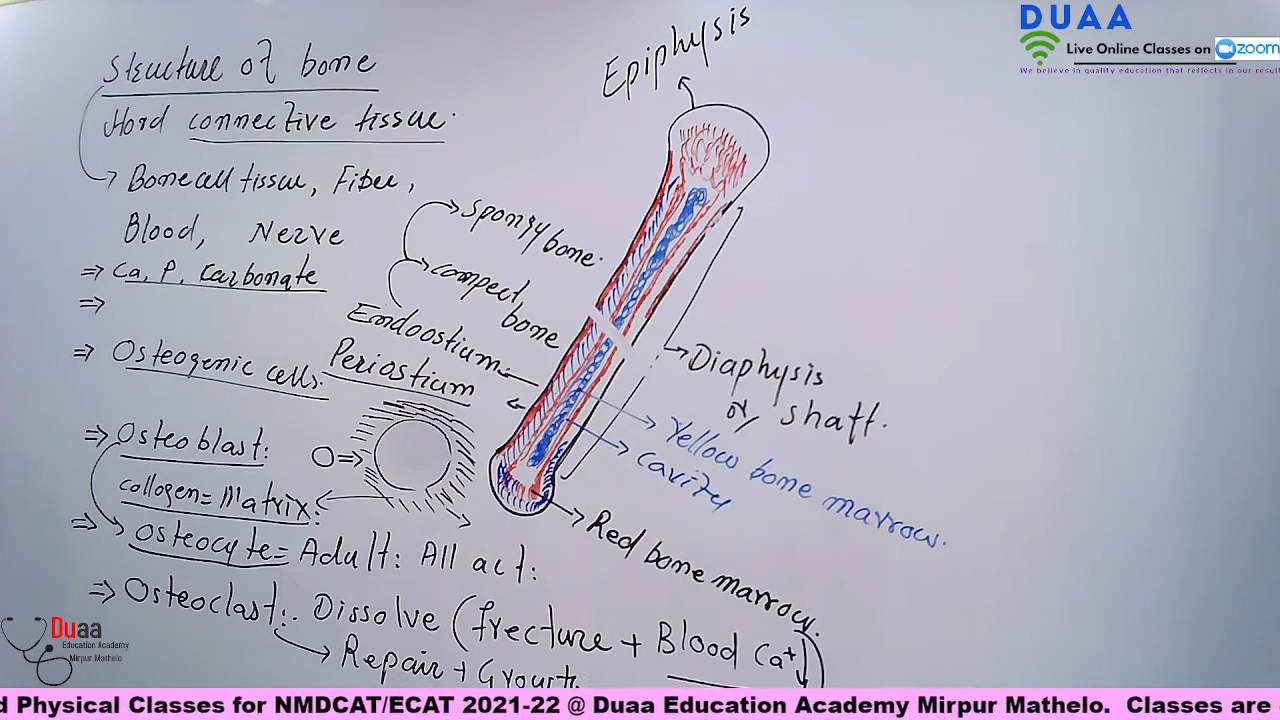 Structure of bone
Hord connective tissue.
Bone cell tissue, Fiber,
Blood, Nerve
⇒ Ca, P, Karbonate
⇒
⇒ Osteogenic cells.
⇒ Osteoblast:
collogen = Matrix:
⇒ Osteocyte = Adult: All act:
⇒ Osteoclast:. Dissolve (frecture + Blood Ca+
Repair + Growth
Epiphysis
spongy bone.
compect bone
Endoostium
Periostium
O⇒
Diaphysis
or, shaft.
Yellow bone marrow.
cavity
Red bone marrow.
DUAA
Live Online Classes on zoom
We believe in quality education that reflects in our resul
Duaa
Education Academy
Mirpur Mathelo
d Physical Classes for NMDCAT/ECAT 2021-22 @ Duaa Education Academy Mirpur Mathelo. Classes are